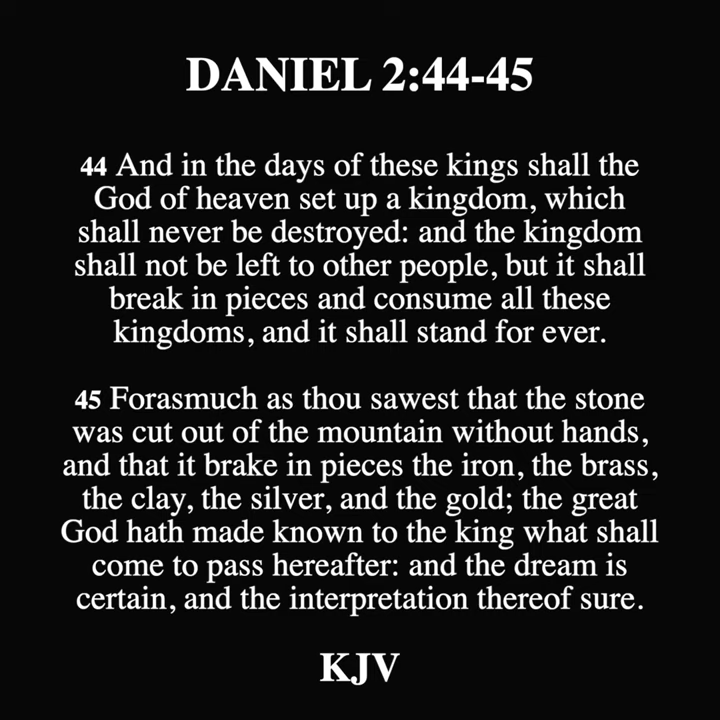 DANIEL 2:44-45
44 And in the days of these kings shall the
God of heaven set up a kingdom, which
shall never be destroyed: and the kingdom
shall not be left to other people, but it shall
break in pieces and consume all these
kingdoms, and it shall stand for ever.
45 Forasmuch as thou sawest that the stone
was cut out of the mountain without hands,
and that it brake in pieces the iron, the brass,
the clay, the silver, and the gold; the great
God hath made known to the king what shall
come to pass hereafter: and the dream is
certain, and the interpretation thereof sure.
KJV